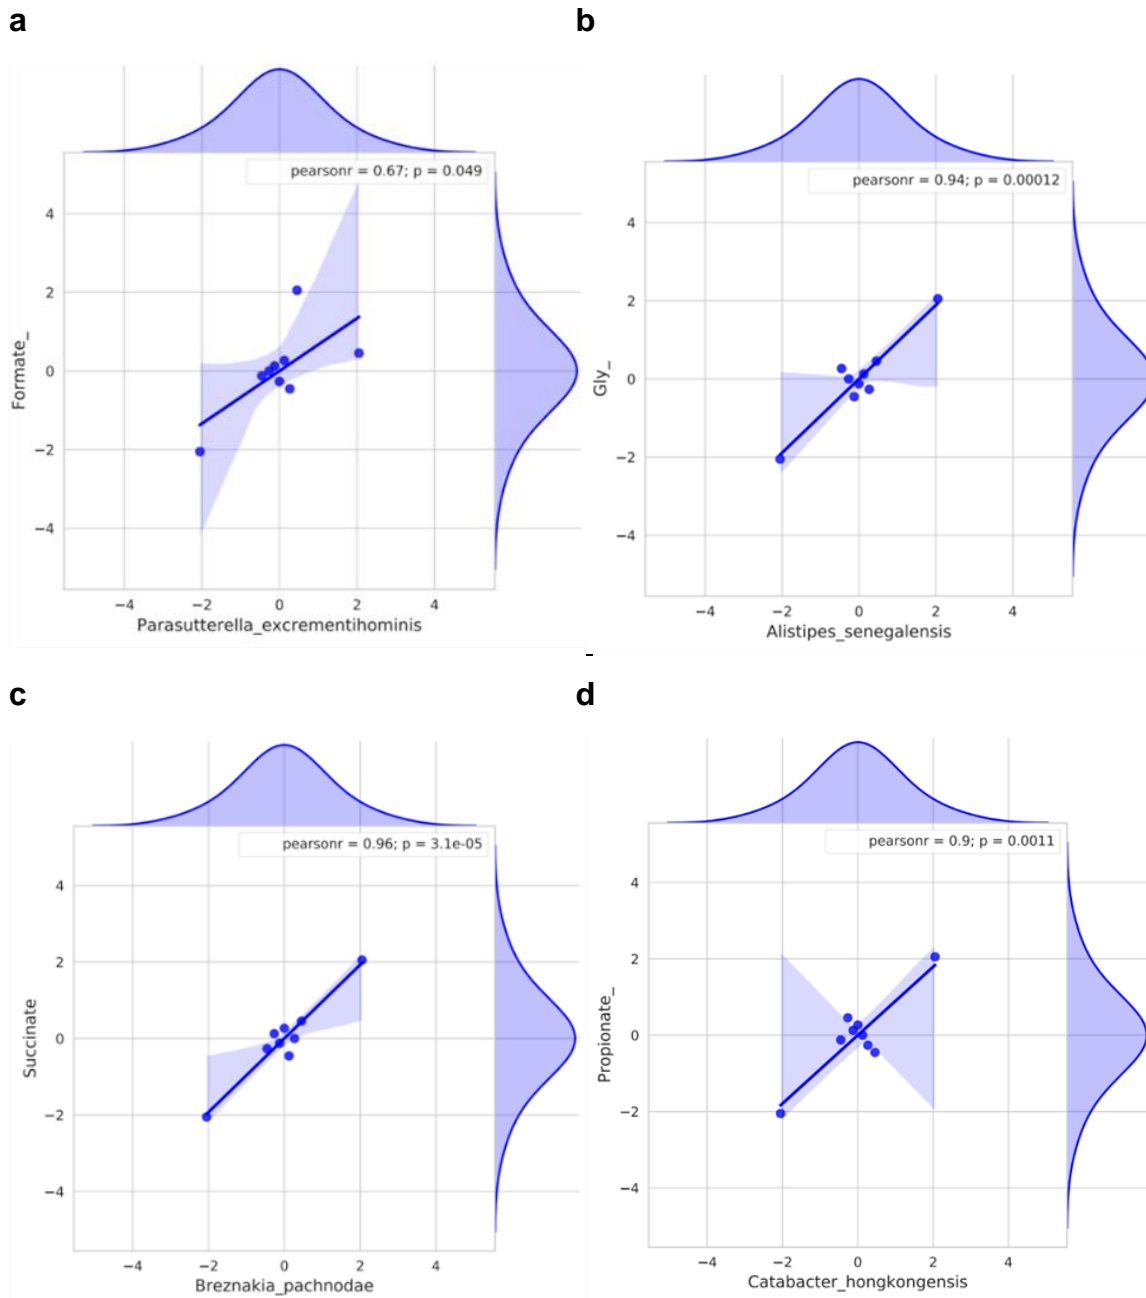 a
b
pearsonr = 0.67; p = 0.049
4
2
0
−2
−4
Formate_
−4 −2 0 2 4
Parasutterella_excrementihominis
pearsonr = 0.94; p = 0.00012
4
2
0
−2
−4
Gly_
−4 −2 0 2 4
Alistipes_senegalensis
c
d
pearsonr = 0.96; p = 3.1e-05
4
2
0
−2
−4
Succinate
−4 −2 0 2 4
Breznakia_pachnodae
pearsonr = 0.9; p = 0.0011
4
2
0
−2
−4
Propionate_
−4 −2 0 2 4
Catabacter_hongkongensis